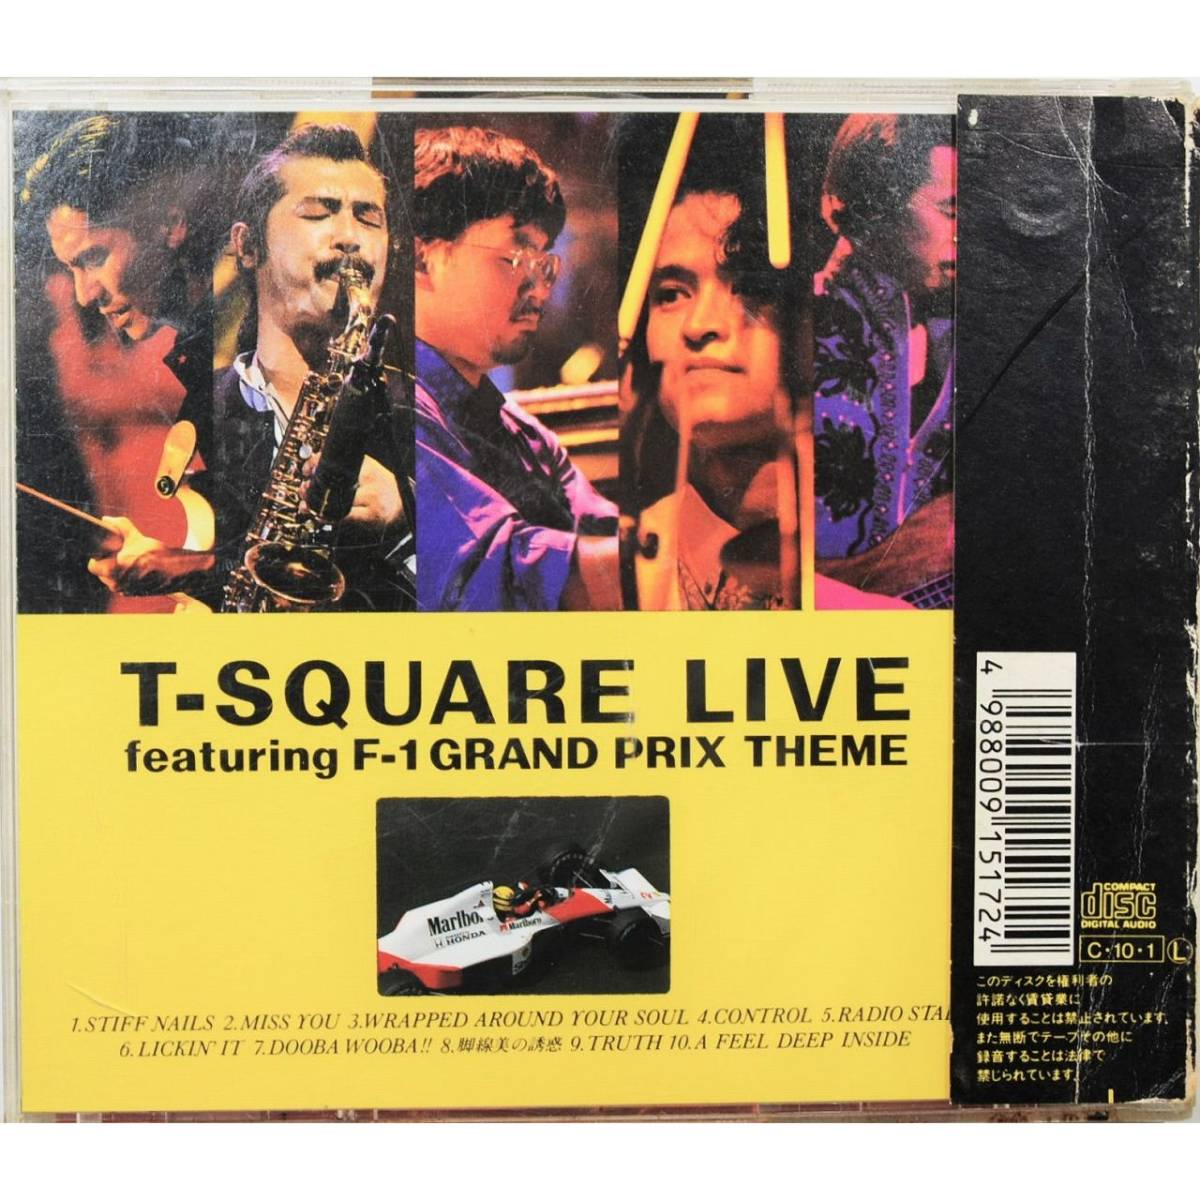 T-SQUARE LIVE
featuring F-1 GRAND PRIX THEME
Marlboro
HONDA
Marlboro
1.STIFF NAILS 2.MISS YOU 3.WRAPPED AROUND YOUR SOUL 4.CONTROL 5.RADIO STA
6.LICKIN' IT 7.DOOBA WOOBA!! 8.脚線美の誘惑 9.TRUTH 10.A FEEL DEEP INSIDE
4 988009 151724
COMPACT
disc
DIGITAL AUDIO
C・10・1 L
このディスクを権利者の
許諾なく賃貸業に
使用することは禁止されています。
また無断でテープその他に
録音することは法律で
禁じられています。